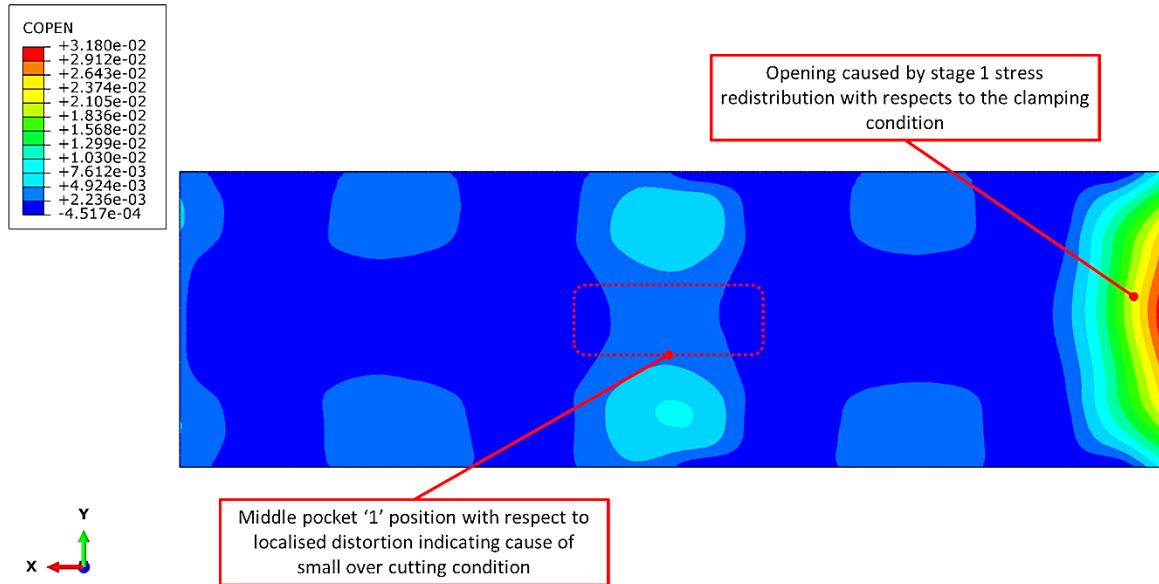 COPEN
+3.180e-02
+2.912e-02
+2.643e-02
+2.374e-02
+2.105e-02
+1.836e-02
+1.568e-02
+1.299e-02
+1.030e-02
+7.612e-03
+4.924e-03
+2.236e-03
-4.517e-04
Opening caused by stage 1 stress
redistribution with respects to the clamping
condition
Middle pocket ‘1’ position with respect to
localised distortion indicating cause of
small over cutting condition
Y
X